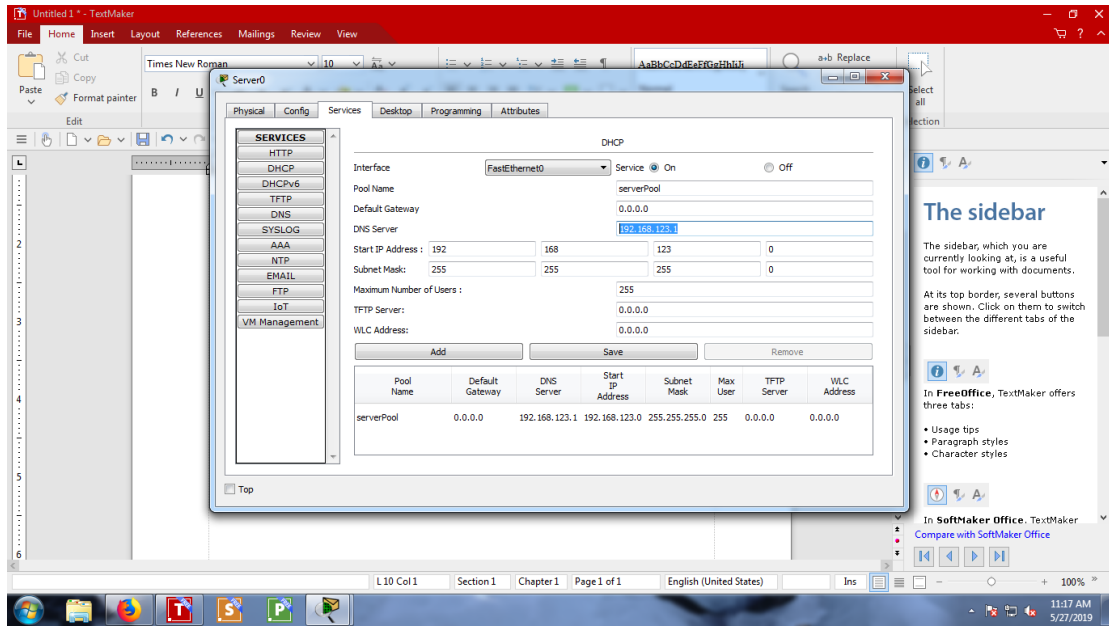 Untitled 1 * - TextMaker
File Home Insert Layout References Mailings Review View
Cut
Copy
Paste
Format painter
Edit
Times New Roman
10
B I U
AaBbCcDdEeFfGgHhIiJj
a+b Replace
Select
all
Selection
Server0
Physical Config Services Desktop Programming Attributes
SERVICES
HTTP
DHCP
DHCPv6
TFTP
DNS
SYSLOG
AAA
NTP
EMAIL
FTP
IoT
VM Management
DHCP
Interface FastEthernet0 Service On Off
Pool Name serverPool
Default Gateway 0.0.0.0
DNS Server 192.168.123.1
Start IP Address : 192 168 123 0
Subnet Mask: 255 255 255 0
Maximum Number of Users : 255
TFTP Server: 0.0.0.0
WLC Address: 0.0.0.0
Add Save Remove
Pool Name Default Gateway DNS Server Start IP Address Subnet Mask Max User TFTP Server WLC Address
serverPool 0.0.0.0 192.168.123.1 192.168.123.0 255.255.255.0 255 0.0.0.0 0.0.0.0
Top
The sidebar
The sidebar, which you are
currently looking at, is a useful
tool for working with documents.
At its top border, several buttons
are shown. Click on them to switch
between the different tabs of the
sidebar.
In FreeOffice, TextMaker offers
three tabs:
• Usage tips
• Paragraph styles
• Character styles
In SoftMaker Office, TextMaker
Compare with SoftMaker Office
2
3
4
5
6
L 10 Col 1 Section 1 Chapter 1 Page 1 of 1 English (United States) Ins 100%
11:17 AM
5/27/2019